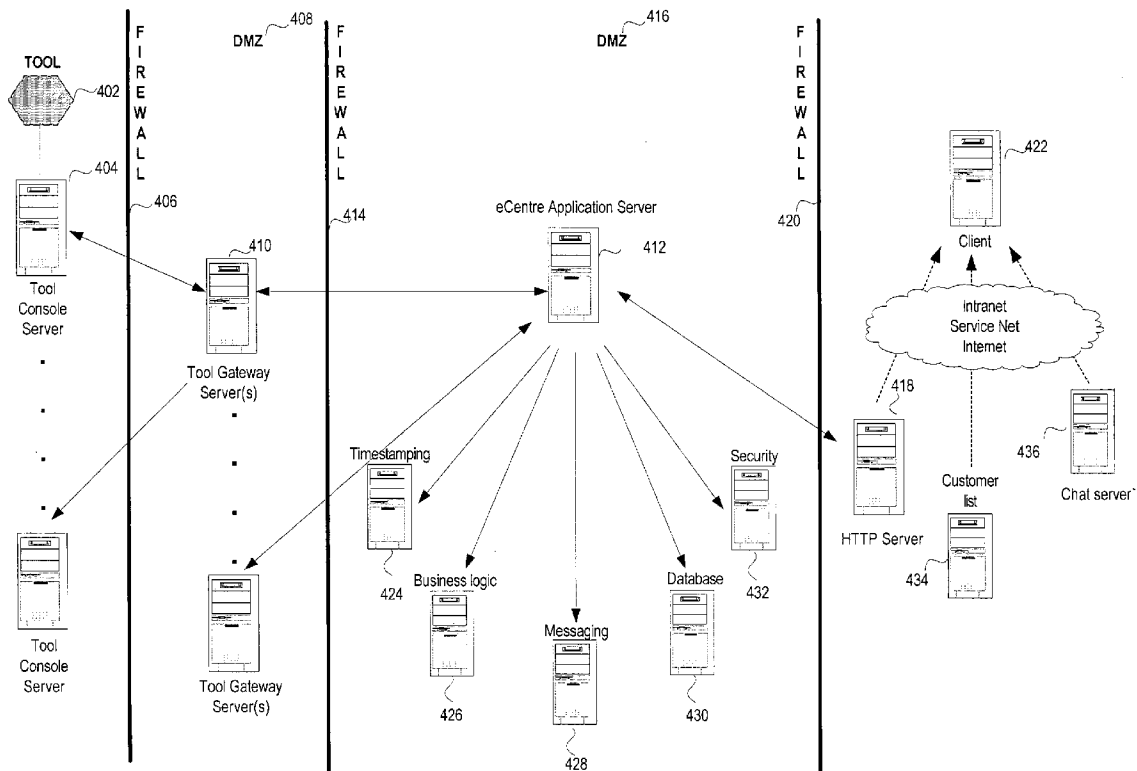 408
DMZ
416
DMZ
FIREWALL
FIREWALL
FIREWALL
TOOL
402
404
406
Tool
Console
Server
410
Tool Gateway
Server(s)
414
eCentre Application Server
412
420
422
Client
Intranet
Service Net
Internet
418
HTTP Server
436
Chat server`
Customer
list
434
Timestamping
424
Business logic
426
Messaging
428
Database
430
Security
432
Tool
Console
Server
Tool Gateway
Server(s)